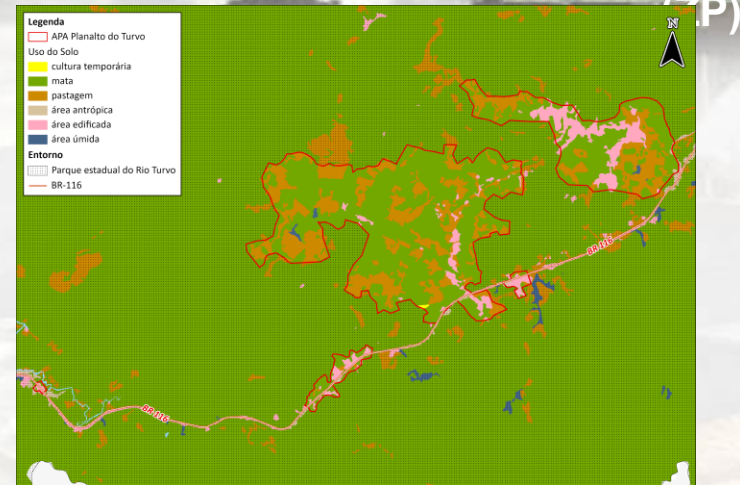 (ZP)
N
Legenda
APA Planalto do Turvo
Uso do Solo
cultura temporária
mata
pastagem
área antrópica
área edificada
área úmida
Entorno
Parque estadual do Rio Turvo
BR-116
BR-116
BR-116